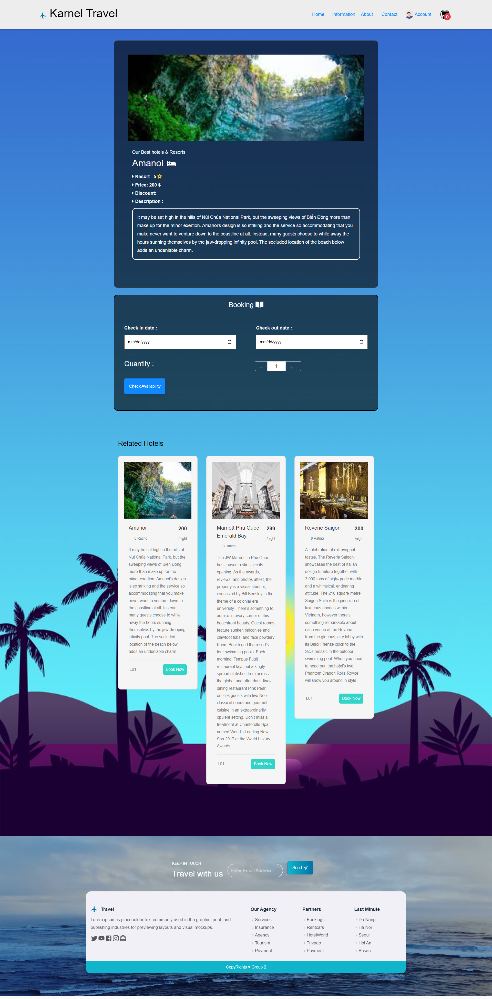 Karnel Travel
Home
Information
About
Contact
Account
0
Our Best hotels & Resorts
Amanoi
Resort 5
Price: 200 $
Discount:
Description :
It may be set high in the hills of Núi Chúa National Park, but the sweeping views of Biển Đông more than
make up for the minor exertion. Amanoi’s design is so striking and the service so accommodating that you
make never want to venture down to the coastline at all. Instead, many guests choose to while away the
hours sunning themselves by the jaw-dropping infinity pool. The secluded location of the beach below
adds an undeniable charm.
Booking
Check in date :
Check out date :
mm/dd/yyyy
mm/dd/yyyy
Quantity :
− 1 +
Check Availability
Related Hotels
Amanoi
200
8 Rating
/night
It may be set high in the hills of
Núi Chúa National Park, but the
sweeping views of Biển Đông
more than make up for the
minor exertion. Amanoi’s design
is so striking and the service so
accommodating that you make
never want to venture down to
the coastline at all. Instead,
many guests choose to while
away the hours sunning
themselves by the jaw-dropping
infinity pool. The secluded
location of the beach below
adds an undeniable charm.
L01
Book Now
Marriott Phu Quoc
Emerald Bay
299
/night
8 Rating
The JW Marriott in Phu Quoc
has caused a stir since its
opening. As the awards,
reviews, and photos attest, the
property is a visual stunner,
conceived by Bill Bensley in the
theme of a colonial-era
university. There’s something to
admire in every corner of this
beachfront beauty. Guest rooms
feature sunken balconies and
clawfoot tubs, and face powdery
Khem Beach and the resort’s
four swimming pools. Each
morning, Tempus Fugit
restaurant lays out a kingly
spread of dishes from across
the globe, and after dark, fine-
dining restaurant Pink Pearl
entices guests with live Neo-
classical opera and gourmet
cuisine in an extraordinarily
opulent setting. Don’t miss a
treatment at Chanterelle Spa,
named World’s Leading New
Spa 2017 at the World Luxury
Awards.
L01
Book Now
Reverie Saigon
300
8 Rating
/night
A celebration of extravagant
tastes, The Reverie Saigon
showcases the best of Italian
design furniture together with
3,000 tons of high-grade marble
and a whimsical, endearing
attitude. The 218-square-metre
Saigon Suite is the pinnacle of
luxurious abodes within
Vietnam, however there’s
something remarkable about
each venue at the Reverie —
from the glorious, airy lobby with
its Baldi Frienze clock to the
Sicis mosaic in the outdoor
swimming pool. When you need
to head out, the hotel’s two
Phantom Dragon Rolls Royce
will show you around in style
L01
Book Now
KEEP IN TOUCH
Travel with us
Enter Email Address
Send
Travel
Lorem ipsum is placeholder text commonly used in the graphic, print, and
publishing industries for previewing layouts and visual mockups.
Our Agency
Services
Insurance
Agency
Tourism
Payment
Partners
Bookings
Rentcars
HotelWorld
Trivago
Payment
Last Minute
Da Nang
Ha Noi
Seoul
Hoi An
Busan
CopyRights ♥ Group 2